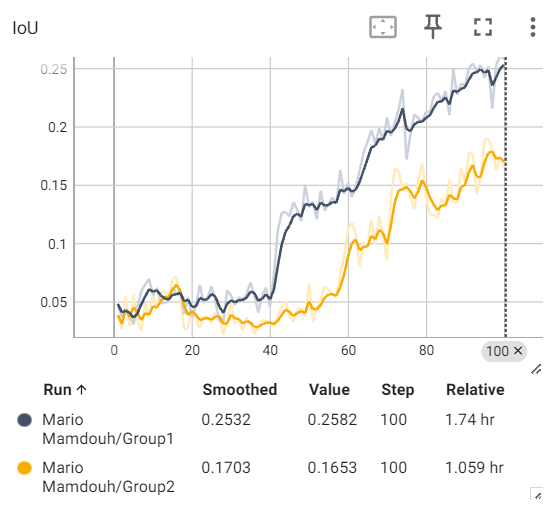 IoU
0.25
0.2
0.15
0.1
0.05
0 20 40 60 80 100 ×
Run ↑ Smoothed Value Step Relative
Mario 0.2532 0.2582 100 1.74 hr
Mamdouh/Group1
Mario 0.1703 0.1653 100 1.059 hr
Mamdouh/Group2